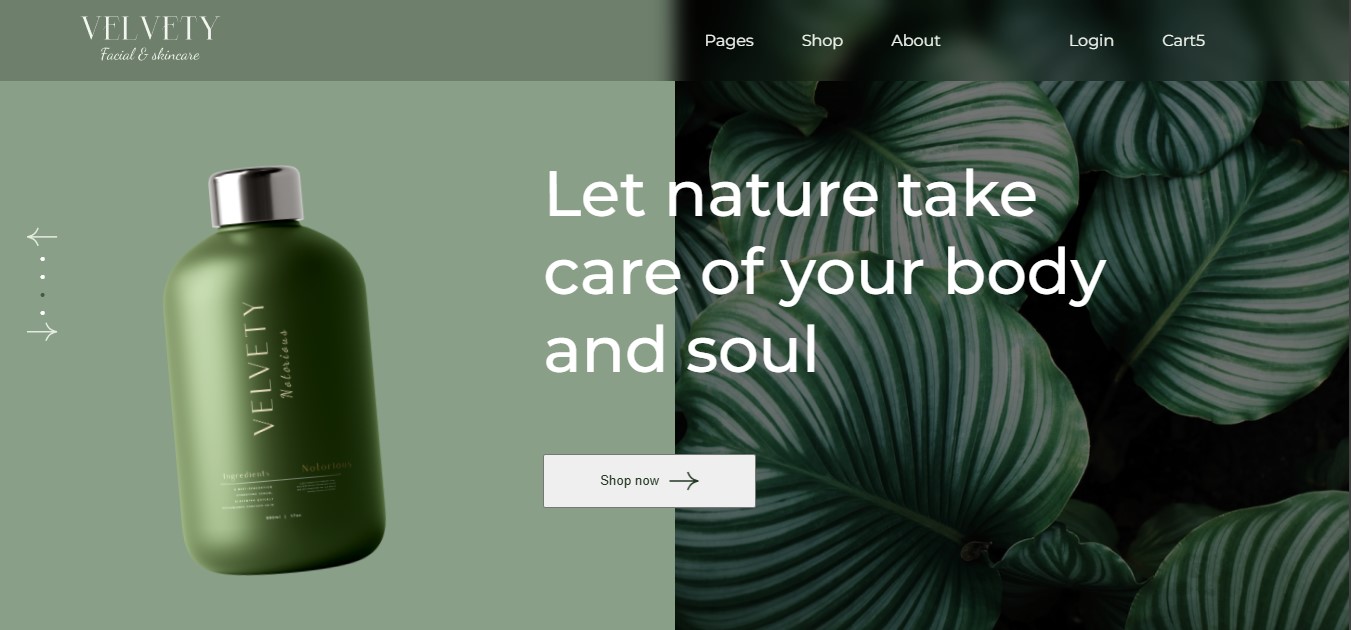 VELVETY
Facial & skincare
Pages
Shop
About
Login
Cart5
Let nature take
care of your body
and soul
Shop now
VELVETY
Notorious
Ingredients
Notorious